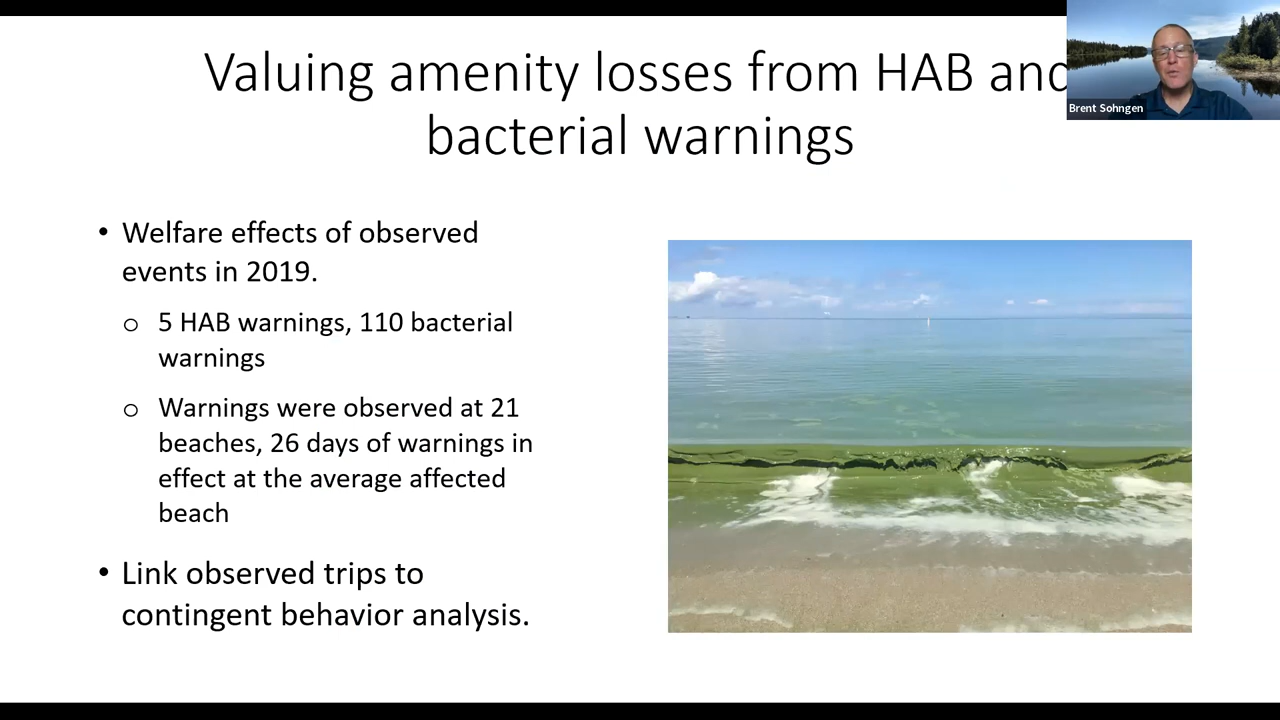 Valuing amenity losses from HAB and
bacterial warnings
Brent Sohngen
• Welfare effects of observed
events in 2019.
o 5 HAB warnings, 110 bacterial
warnings
o Warnings were observed at 21
beaches, 26 days of warnings in
effect at the average affected
beach
• Link observed trips to
contingent behavior analysis.